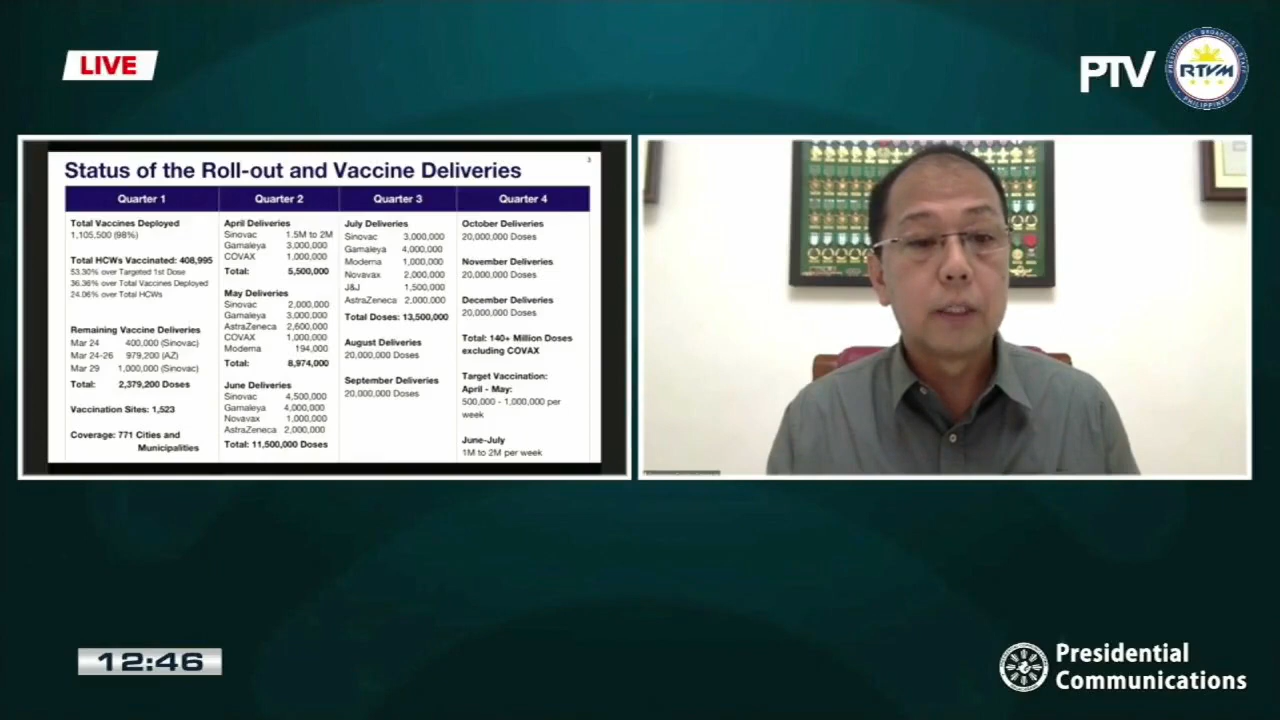 LIVE
PTV
PRESIDENTIAL BROADCAST STAFF
RTVM
PHILIPPINES
3
Status of the Roll-out and Vaccine Deliveries
Quarter 1
Total Vaccines Deployed
1,105,500 (98%)
Total HCWs Vaccinated: 408,995
53.30% over Targeted 1st Dose
36.36% over Total Vaccines Deployed
24.06% over Total HCWs
Remaining Vaccine Deliveries
Mar 24 400,000 (Sinovac)
Mar 24-26 979,200 (AZ)
Mar 29 1,000,000 (Sinovac)
Total: 2,379,200 Doses
Vaccination Sites: 1,523
Coverage: 771 Cities and
Municipalities
Quarter 2
April Deliveries
Sinovac 1.5M to 2M
Gamaleya 3,000,000
COVAX 1,000,000
Total: 5,500,000
May Deliveries
Sinovac 2,000,000
Gamaleya 3,000,000
AstraZeneca 2,600,000
COVAX 1,000,000
Moderna 194,000
Total: 8,974,000
June Deliveries
Sinovac 4,500,000
Gamaleya 4,000,000
Novavax 1,000,000
AstraZeneca 2,000,000
Total: 11,500,000 Doses
Quarter 3
July Deliveries
Sinovac 3,000,000
Gamaleya 4,000,000
Moderna 1,000,000
Novavax 2,000,000
J&J 1,500,000
AstraZeneca 2,000,000
Total Doses: 13,500,000
August Deliveries
20,000,000 Doses
September Deliveries
20,000,000 Doses
Quarter 4
October Deliveries
20,000,000 Doses
November Deliveries
20,000,000 Doses
December Deliveries
20,000,000 Doses
Total: 140+ Million Doses
excluding COVAX
Target Vaccination:
April - May:
500,000 - 1,000,000 per
week
June-July
1M to 2M per week
12:46
Presidential
Communications